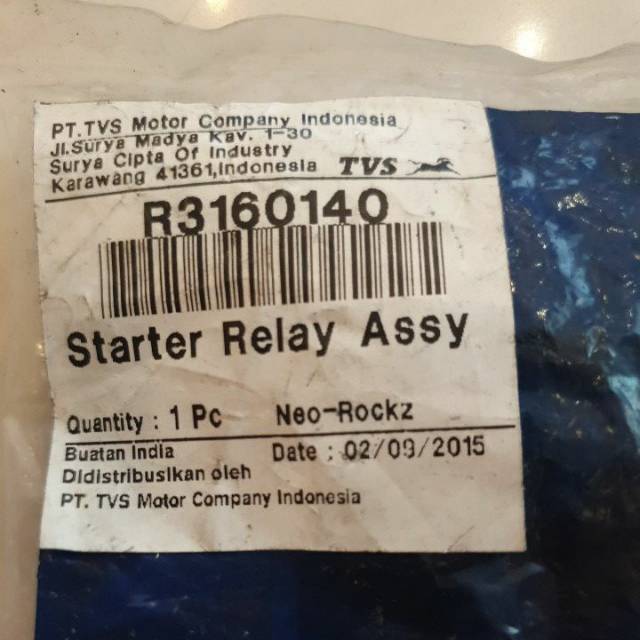 PT.TVS Motor Company Indonesia
Jl.Surya Madya Kav. 1-30
Surya Cipta Of Industry
Karawang 41361,Indonesia TVS
R3160140
Starter Relay Assy
Quantity : 1 Pc Neo-Rockz
Buatan India Date : 02/09/2015
Didistribusikan oleh
PT. TVS Motor Company Indonesia